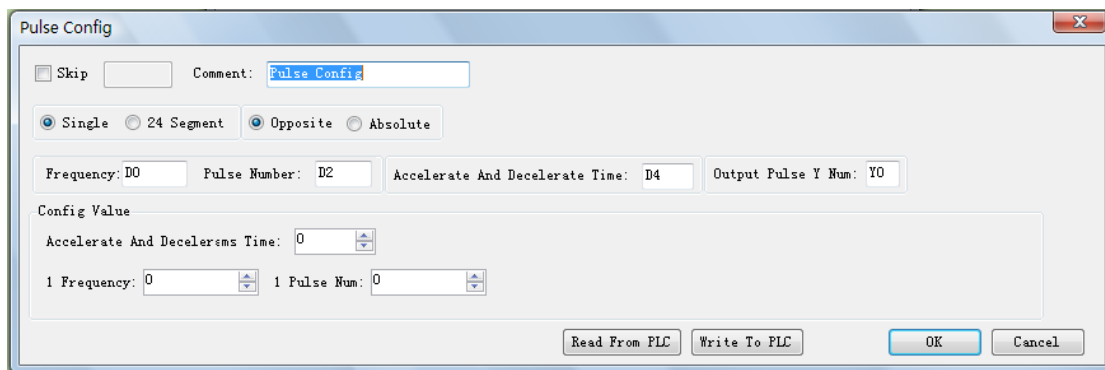 Pulse Config
Skip Comment: Pulse Config
Single 24 Segment Opposite Absolute
Frequency: D0 Pulse Number: D2 Accelerate And Decelerate Time: D4 Output Pulse Y Num: Y0
Config Value
Accelerate And Decelerεms Time: 0
1 Frequency: 0 1 Pulse Num: 0
Read From PLC Write To PLC OK Cancel